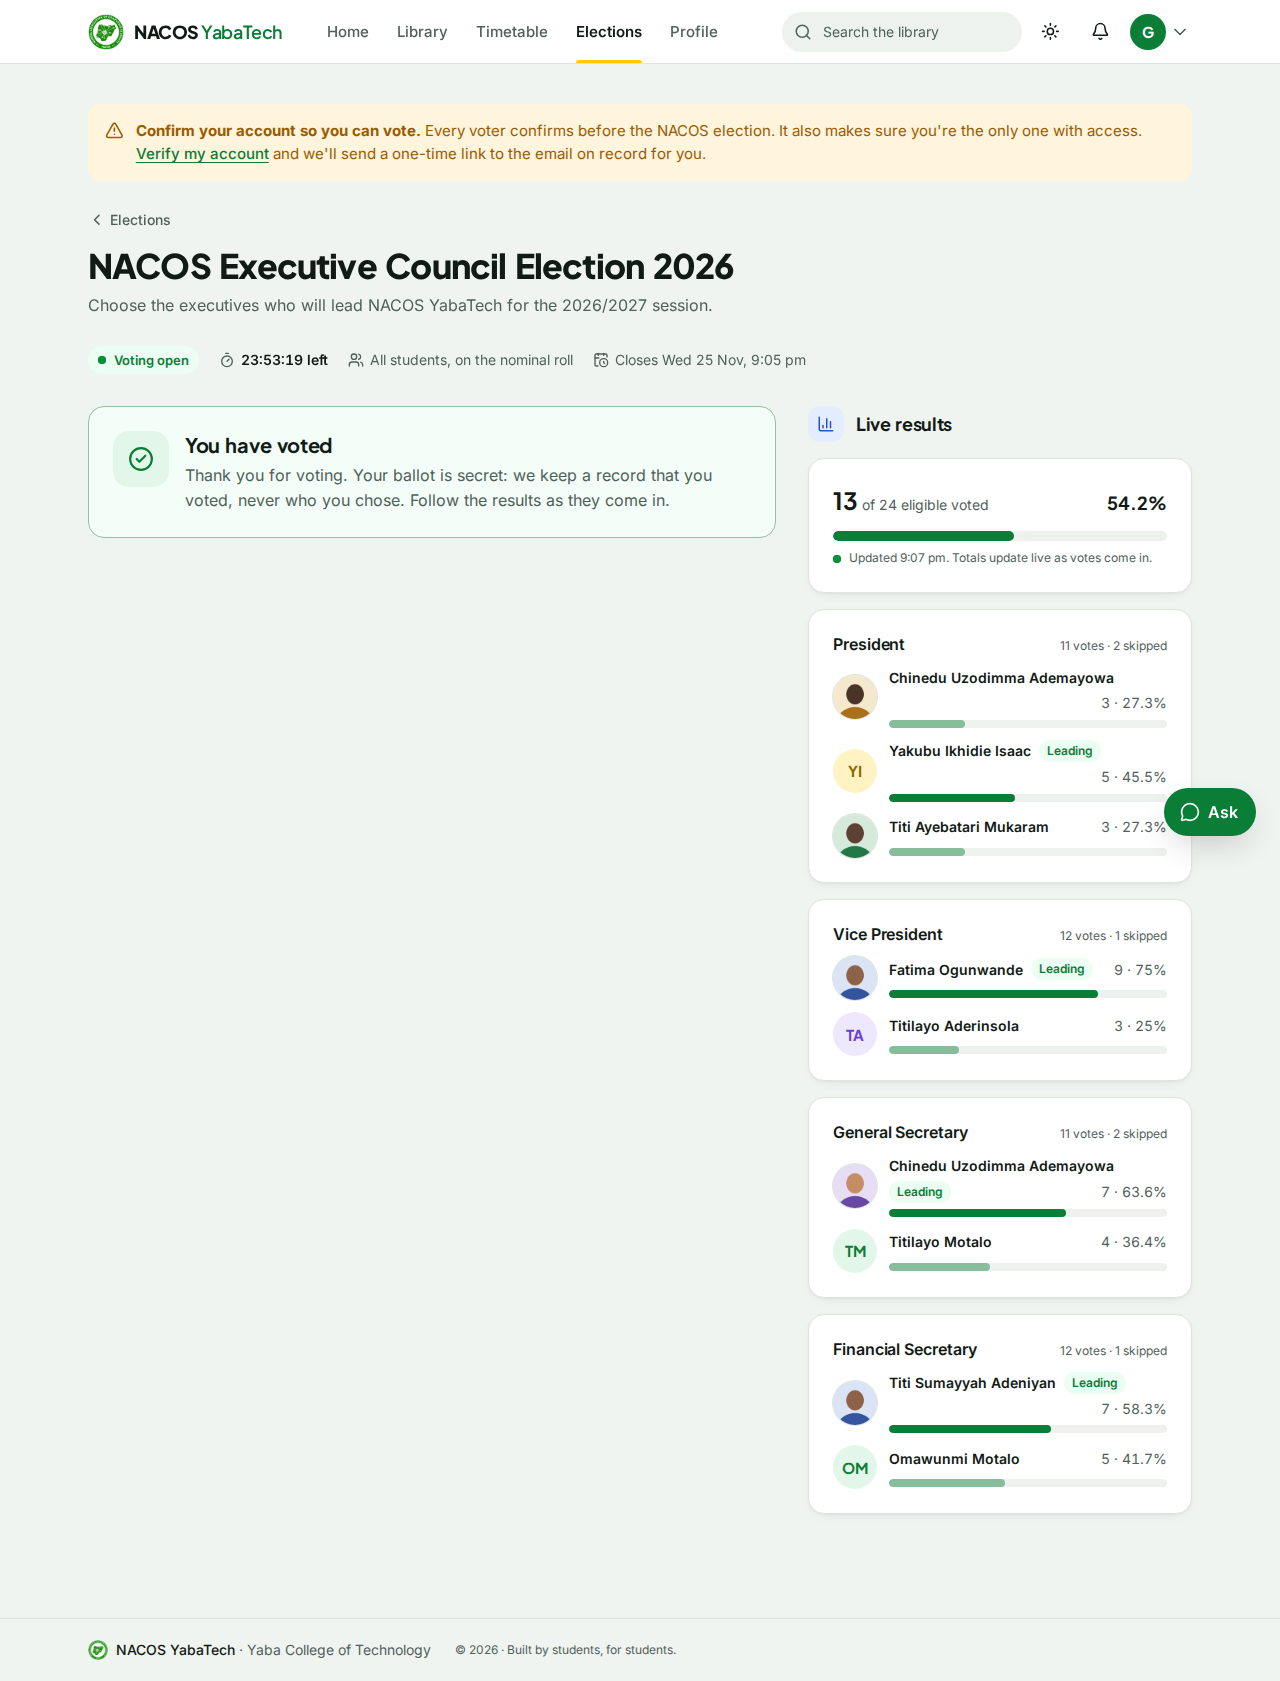 NACOS YabaTech
Home
Library
Timetable
Elections
Profile
Search the library
G
Confirm your account so you can vote. Every voter confirms before the NACOS election. It also makes sure you're the only one with access.
Verify my account and we'll send a one-time link to the email on record for you.
Elections
NACOS Executive Council Election 2026
Choose the executives who will lead NACOS YabaTech for the 2026/2027 session.
Voting open
23:53:19 left
All students, on the nominal roll
Closes Wed 25 Nov, 9:05 pm
You have voted
Thank you for voting. Your ballot is secret: we keep a record that you
voted, never who you chose. Follow the results as they come in.
Live results
13 of 24 eligible voted
54.2%
Updated 9:07 pm. Totals update live as votes come in.
President
11 votes · 2 skipped
Chinedu Uzodimma Ademayowa
3 · 27.3%
YI
Yakubu Ikhidie Isaac
Leading
5 · 45.5%
Titi Ayebatari Mukaram
3 · 27.3%
Ask
Vice President
12 votes · 1 skipped
Fatima Ogunwande
Leading
9 · 75%
TA
Titilayo Aderinsola
3 · 25%
General Secretary
11 votes · 2 skipped
Chinedu Uzodimma Ademayowa
Leading
7 · 63.6%
TM
Titilayo Motalo
4 · 36.4%
Financial Secretary
12 votes · 1 skipped
Titi Sumayyah Adeniyan
Leading
7 · 58.3%
OM
Omawunmi Motalo
5 · 41.7%
NACOS YabaTech · Yaba College of Technology
© 2026 · Built by students, for students.